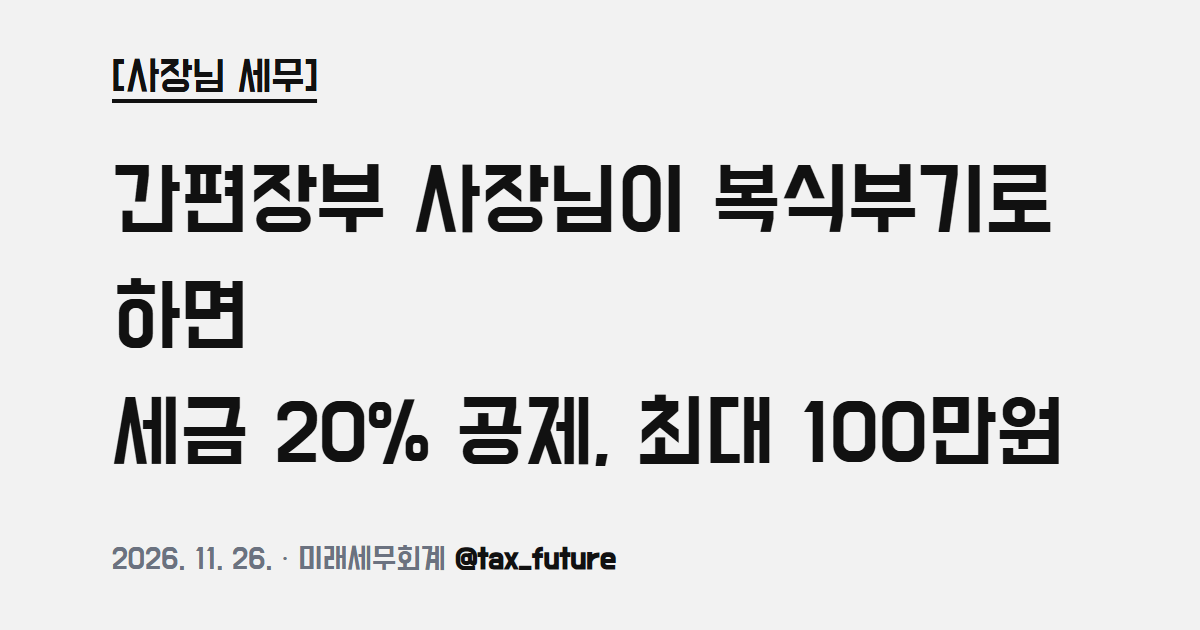 [사장님 세무]
간편장부 사장님이 복식부기로
하면
세금 20% 공제, 최대 100만원
2026. 11. 26. · 미래세무회계 @tax_future